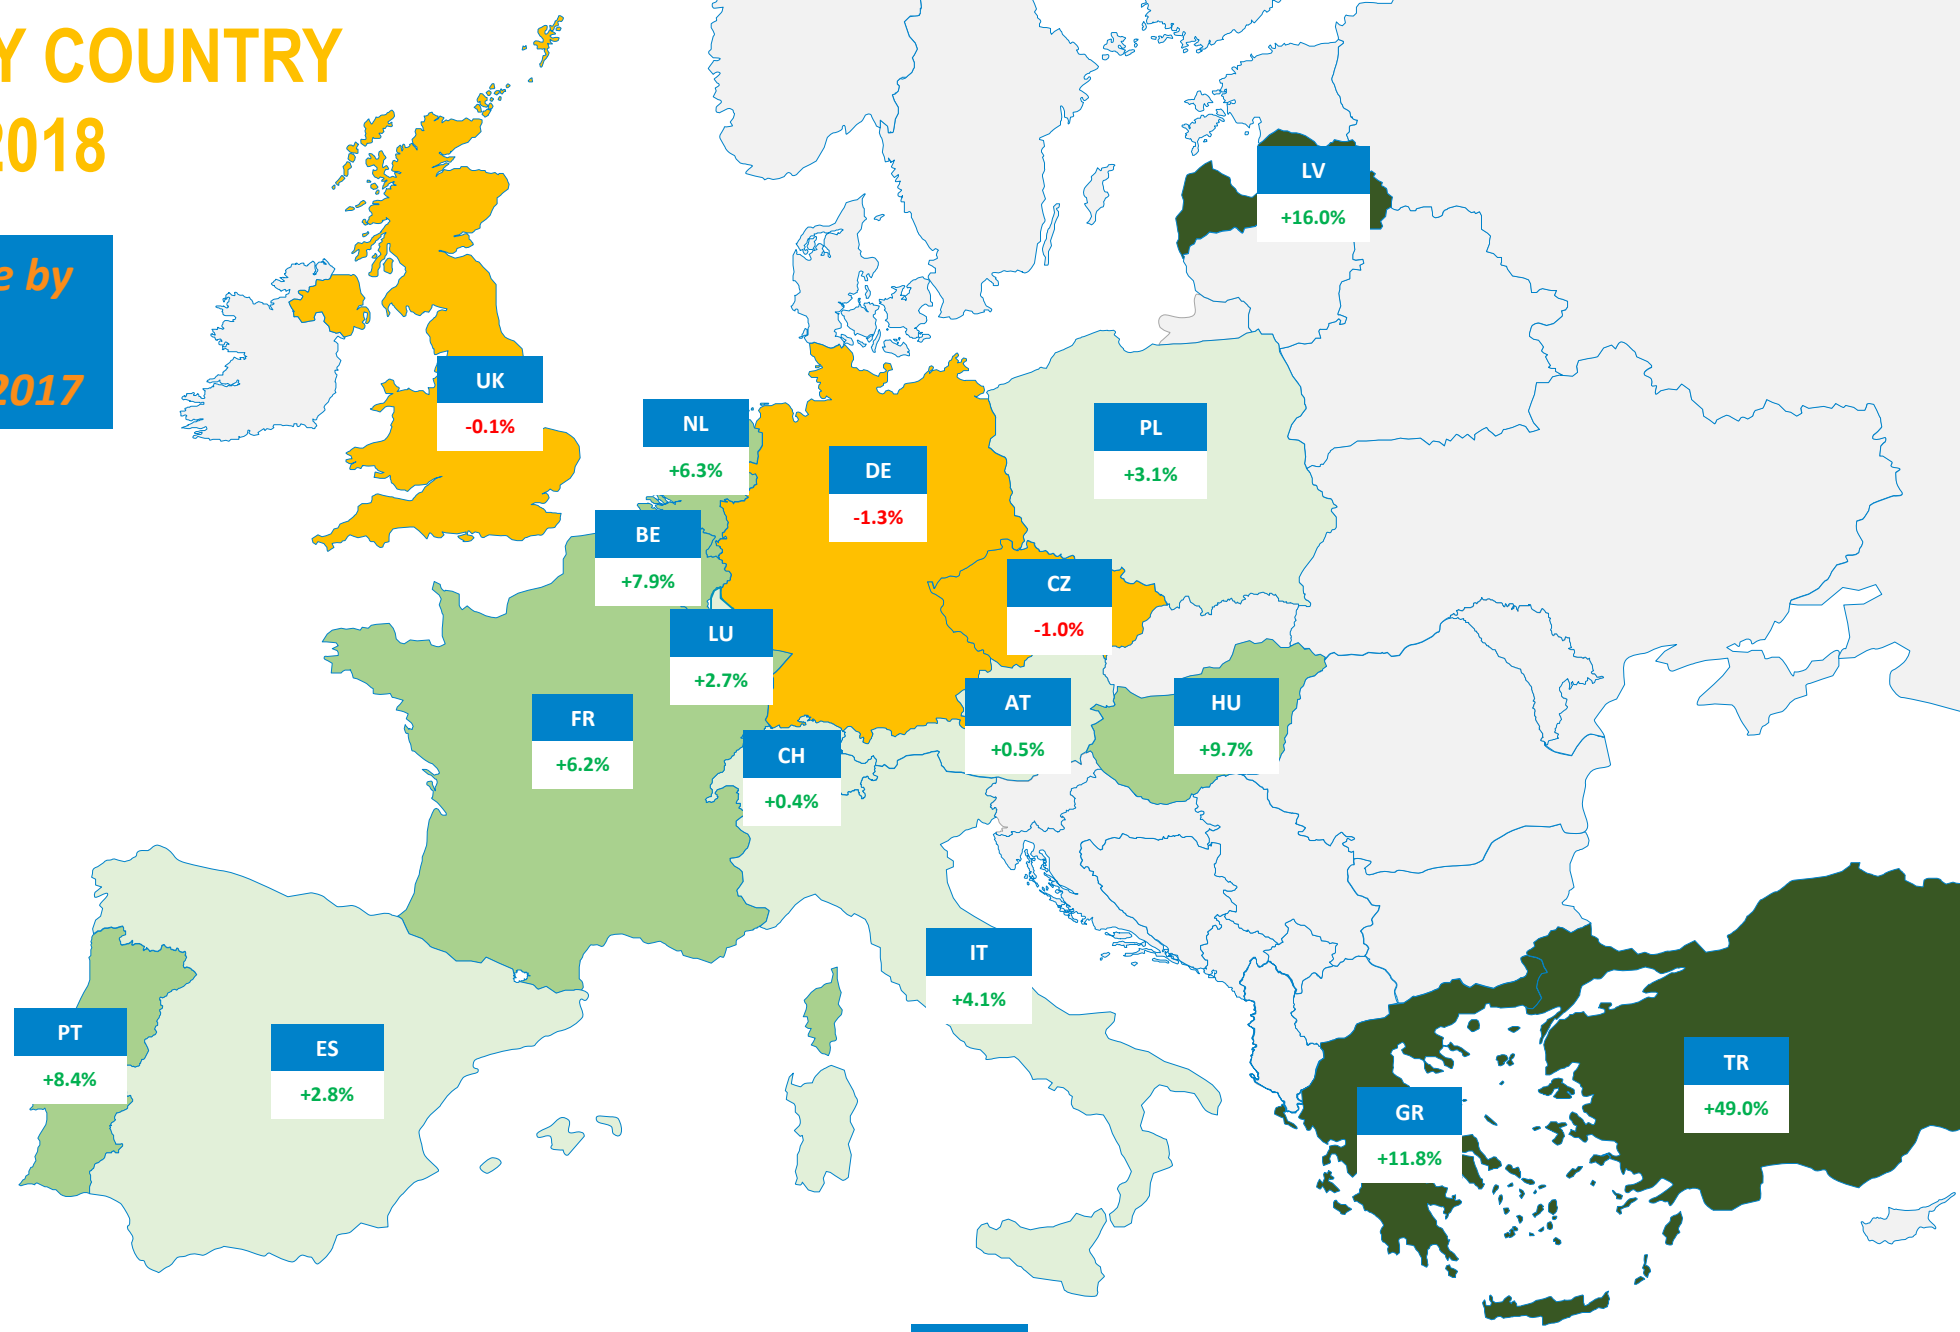 Y COUNTRY
2018
e by
2017
LV
+16.0%
UK
-0.1%
NL
+6.3%
PL
+3.1%
DE
-1.3%
BE
+7.9%
CZ
-1.0%
LU
+2.7%
FR
+6.2%
AT
+0.5%
HU
+9.7%
CH
+0.4%
IT
+4.1%
PT
+8.4%
ES
+2.8%
TR
+49.0%
GR
+11.8%